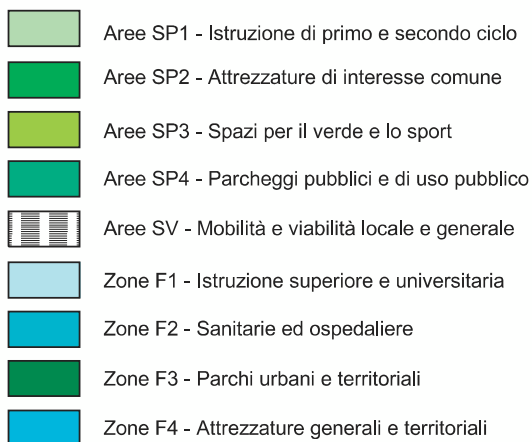 Aree SP1 - Istruzione di primo e secondo ciclo
Aree SP2 - Attrezzature di interesse comune
Aree SP3 - Spazi per il verde e lo sport
Aree SP4 - Parcheggi pubblici e di uso pubblico
Aree SV - Mobilità e viabilità locale e generale
Zone F1 - Istruzione superiore e universitaria
Zone F2 - Sanitarie ed ospedaliere
Zone F3 - Parchi urbani e territoriali
Zone F4 - Attrezzature generali e territoriali